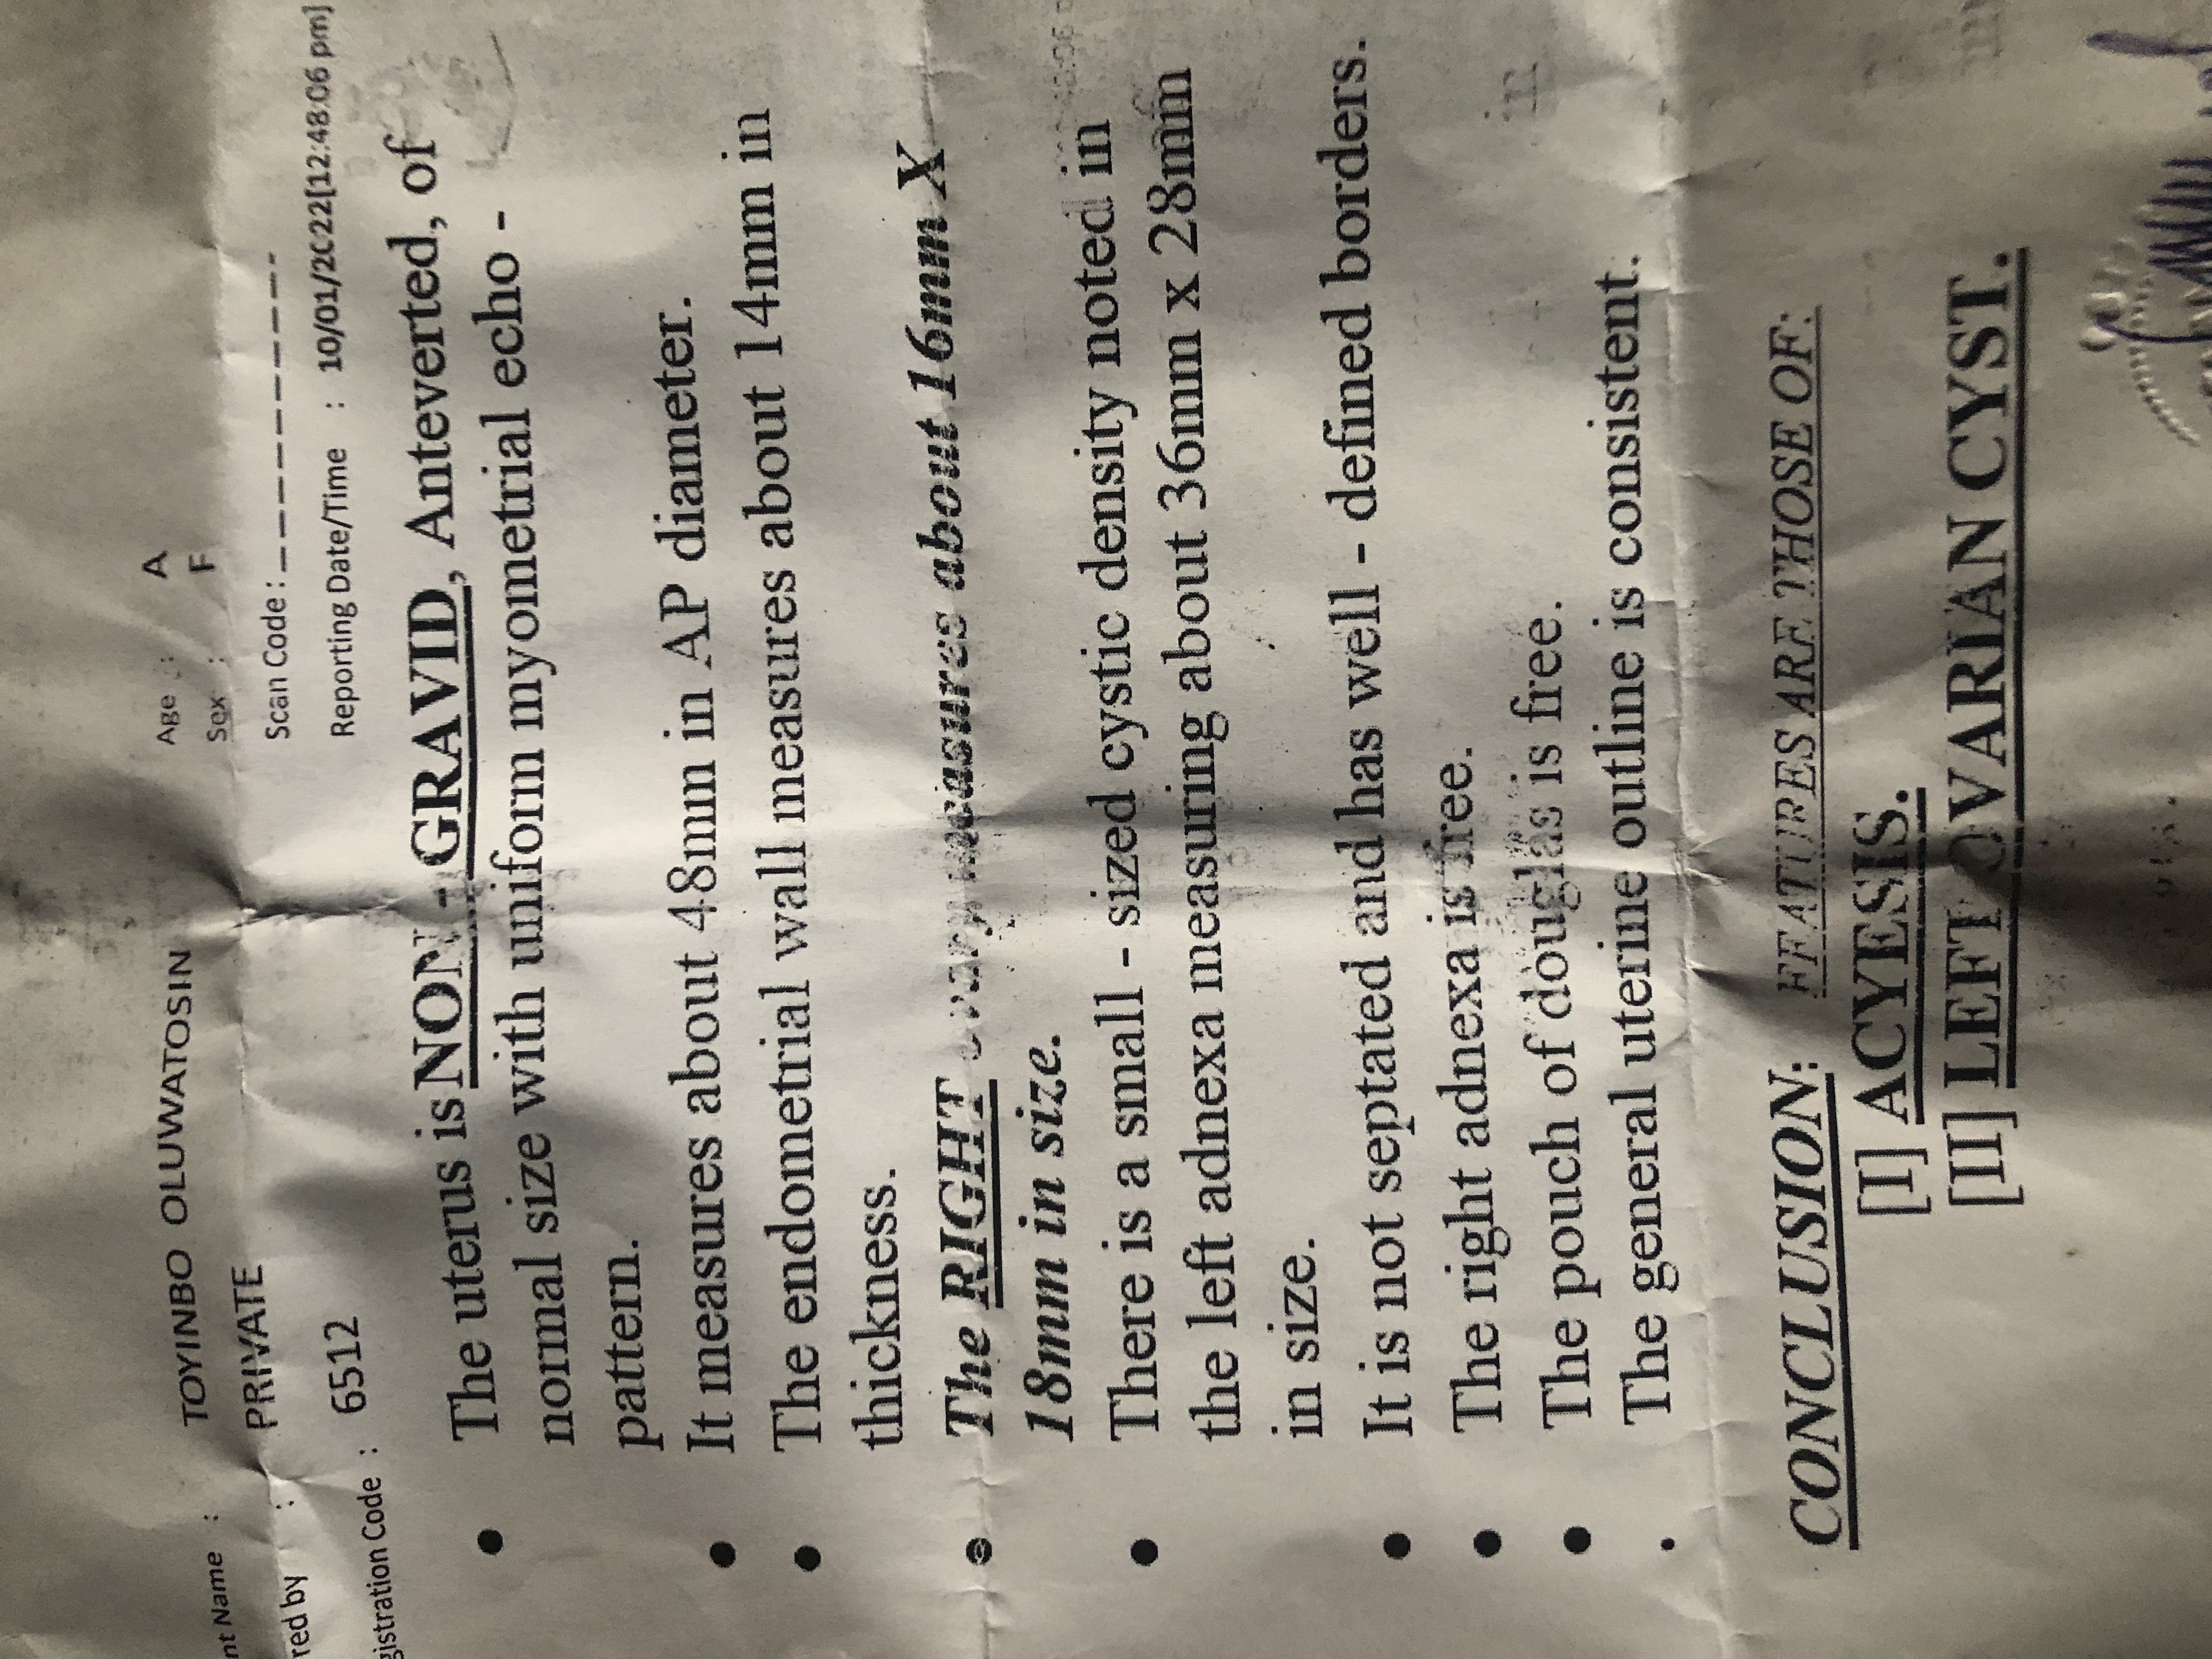 nt Name : TOYINBO OLUWATOSIN Age : A
red by : PRIVATE Sex : F
gistration Code : 6512 Scan Code : ----------
Reporting Date/Time : 10/01/2C22[12:48:06 pm]
• The uterus is NON - GRAVID, Anteverted, of
normal size with uniform myometrial echo -
pattern.
• It measures about 48mm in AP diameter.
• The endometrial wall measures about 14mm in
thickness.
• The RIGHT ovary measures about 16mm X
18mm in size.
• There is a small - sized cystic density noted in
the left adnexa measuring about 36mm x 28mm
in size.
• It is not septated and has well - defined borders.
• The right adnexa is free.
• The pouch of douglas is free.
• The general uterine outline is consistent.
CONCLUSION: FEATURES ARE THOSE OF:
[I] ACYESIS.
[II] LEFT OVARIAN CYST.